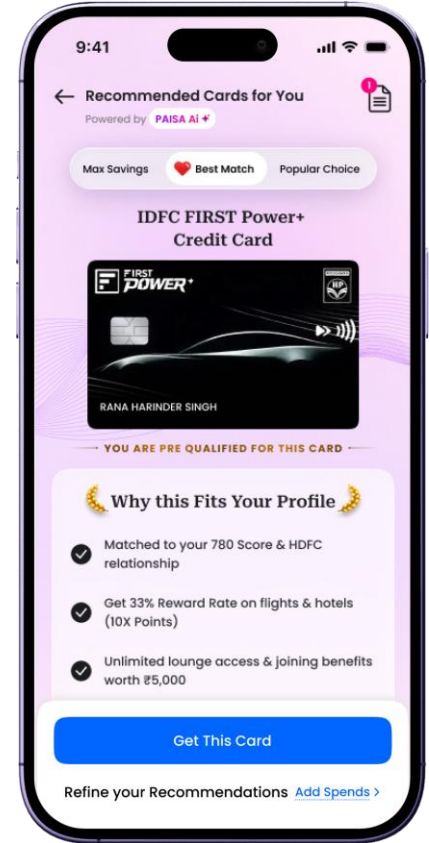 9:41
Recommended Cards for You
1
Powered by PAISA Ai
Max Savings
Best Match
Popular Choice
IDFC FIRST Power+
Credit Card
FIRST
POWER+
HP
RANA HARINDER SINGH
YOU ARE PRE QUALIFIED FOR THIS CARD
Why this Fits Your Profile
Matched to your 780 Score & HDFC
relationship
Get 33% Reward Rate on flights & hotels
(10X Points)
Unlimited lounge access & joining benefits
worth ₹5,000
Get This Card
Refine your Recommendations Add Spends >